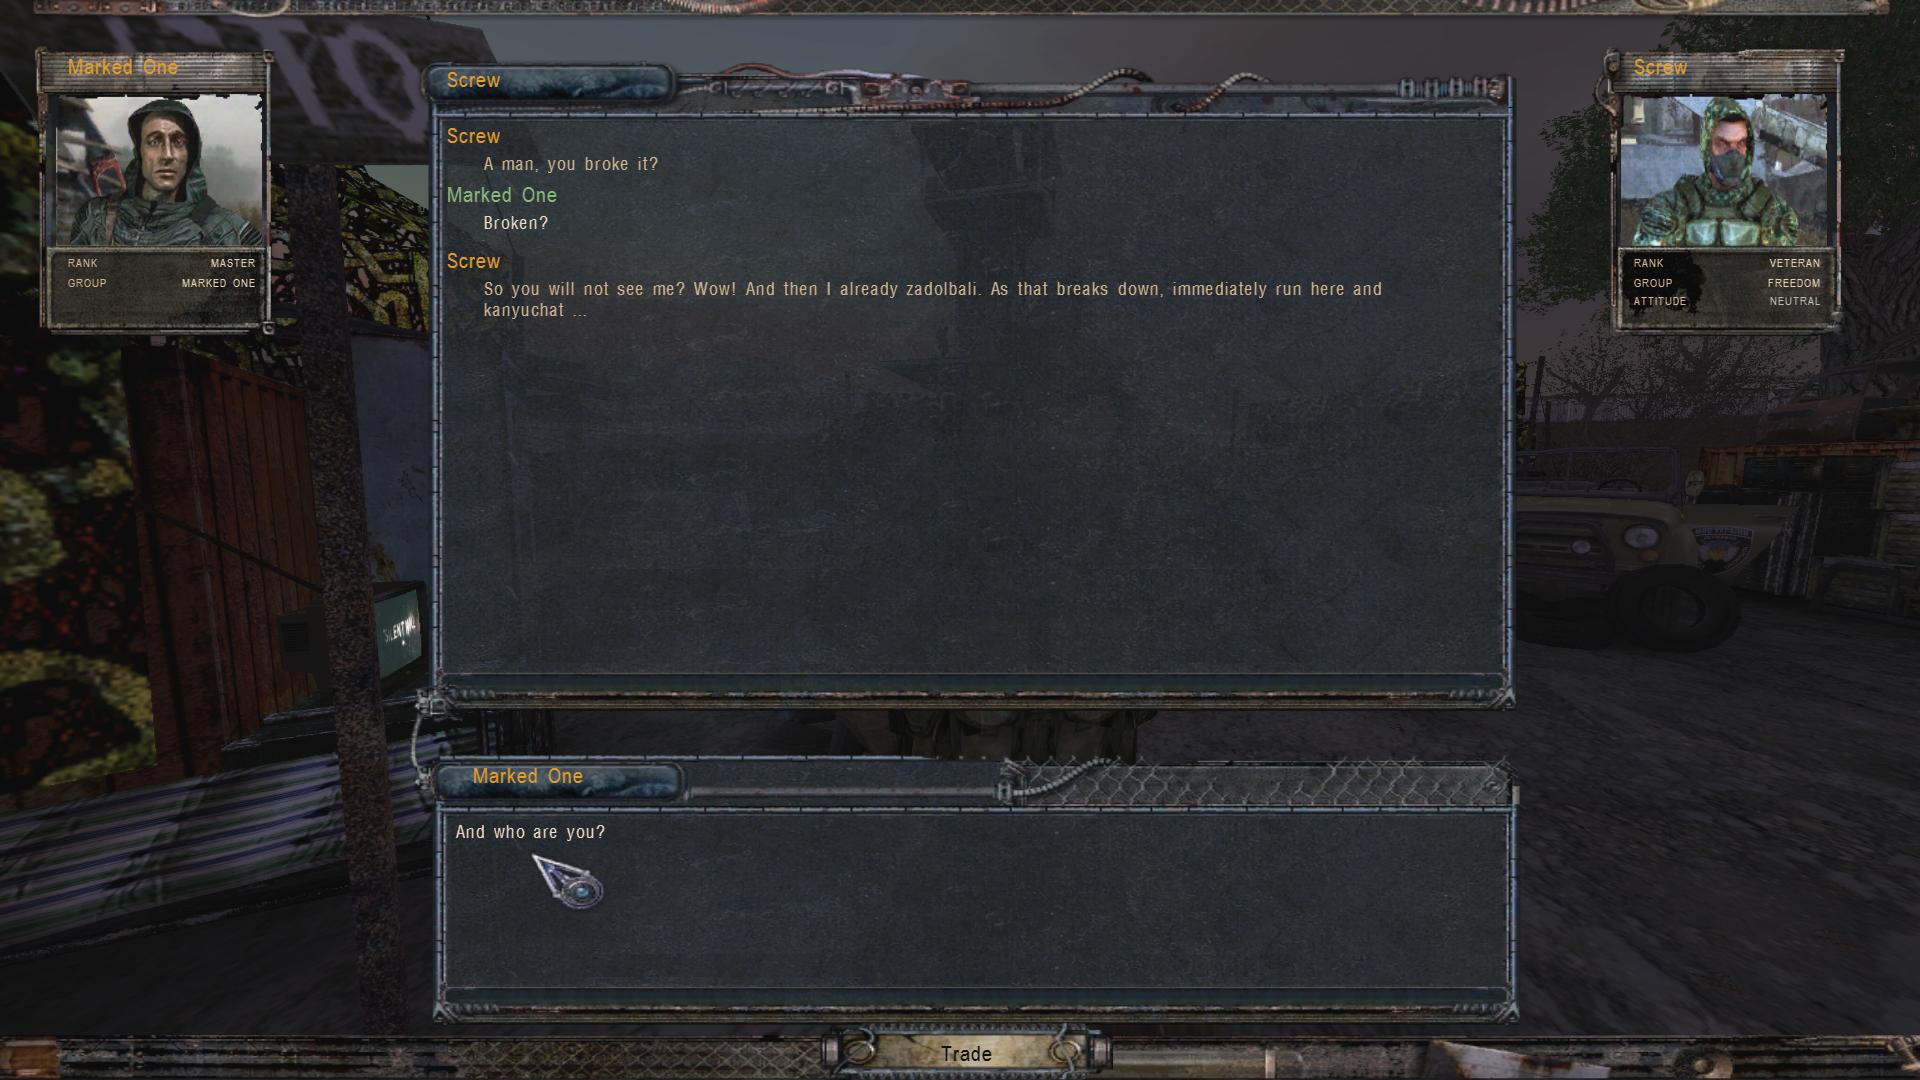 Marked One
RANK MASTER
GROUP MARKED ONE
Screw
Screw
A man, you broke it?
Marked One
Broken?
Screw
So you will not see me? Wow! And then I already zadolbali. As that breaks down, immediately run here and
kanyuchat ...
Screw
RANK VETERAN
GROUP FREEDOM
ATTITUDE NEUTRAL
Marked One
And who are you?
Trade